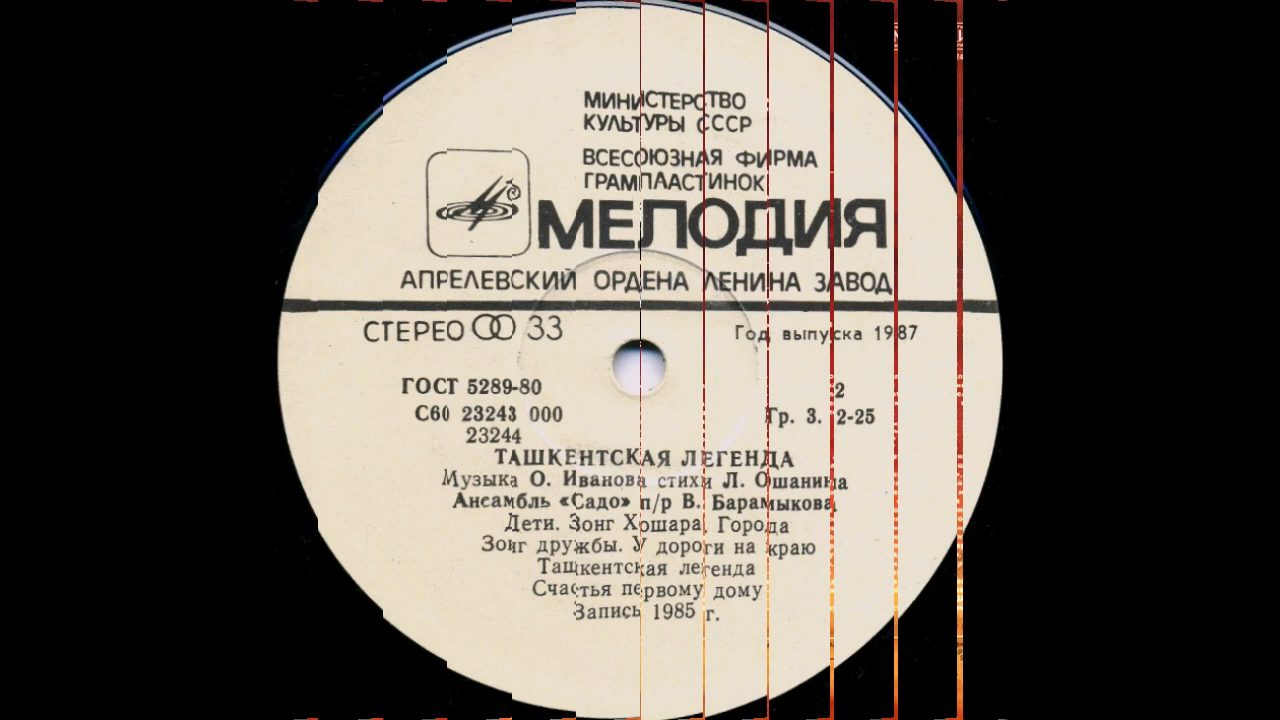 МИНИСТЕРСТВО
КУЛЬТУРЫ СССР
ВСЕСОЮЗНАЯ ФИРМА
ГРАМПЛАСТИНОК
МЕЛОДИЯ
АПРЕЛЕВСКИЙ ОРДЕНА ЛЕНИНА ЗАВОД
СТЕРЕО 33 Год выпуска 1987
ГОСТ 5289-80 2
С60 23243 000 Гр. 3. 2-25
23244
ТАШКЕНТСКАЯ ЛЕГЕНДА
Музыка О. Иванова стихи Л. Ошанина
Ансамбль «Садо» п/р В. Барамыкова
Дети. Зонг Хошара. Города
Зонг дружбы. У дороги на краю
Ташкентская легенда
Счастья первому дому
Запись 1985 г.